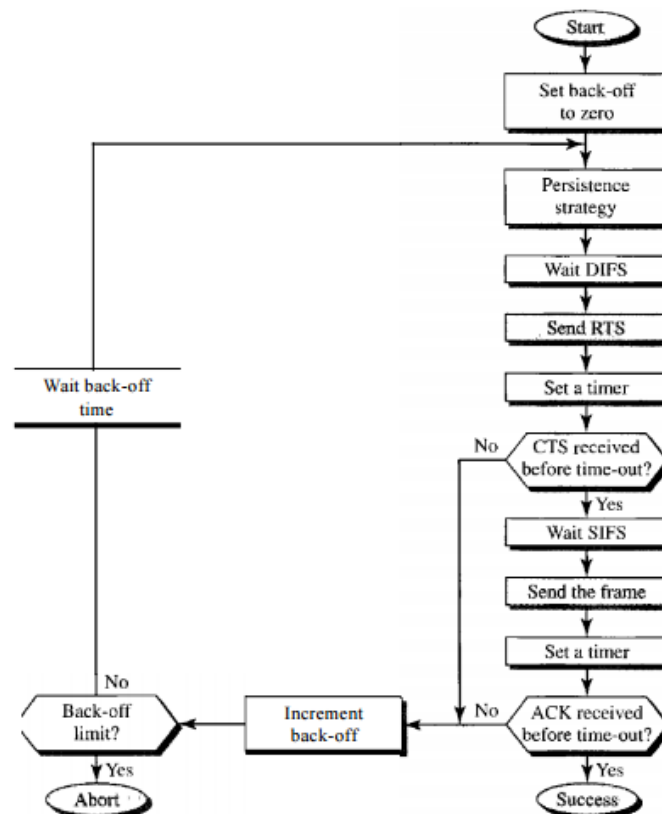 Start
Set back-off
to zero
Persistence
strategy
Wait DIFS
Send RTS
Wait back-off
time
Set a timer
No
CTS received
before time-out?
Yes
Wait SIFS
Send the frame
Set a timer
No
Back-off
limit?
Increment
back-off
No
ACK received
before time-out?
Yes
Abort
Yes
Success